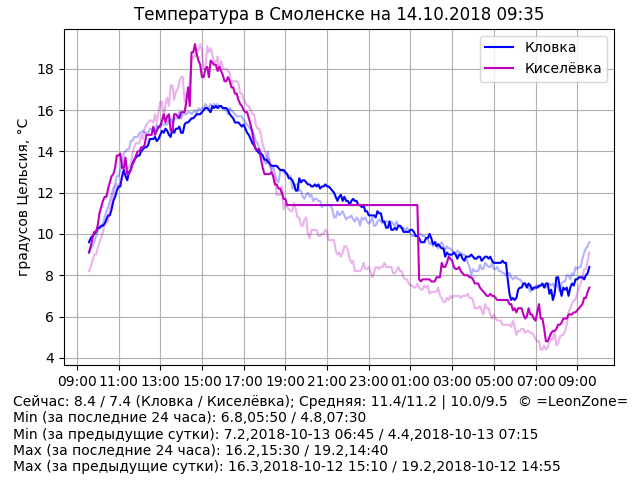 Температура в Смоленске на 14.10.2018 09:35
Кловка
Киселёвка
градусов Цельсия, °C
18
16
14
12
10
8
6
4
09:00 11:00 13:00 15:00 17:00 19:00 21:00 23:00 01:00 03:00 05:00 07:00 09:00
Сейчас: 8.4 / 7.4 (Кловка / Киселёвка); Средняя: 11.4/11.2 | 10.0/9.5 © =LeonZone=
Min (за последние 24 часа): 6.8,05:50 / 4.8,07:30
Min (за предыдущие сутки): 7.2,2018-10-13 06:45 / 4.4,2018-10-13 07:15
Max (за последние 24 часа): 16.2,15:30 / 19.2,14:40
Max (за предыдущие сутки): 16.3,2018-10-12 15:10 / 19.2,2018-10-12 14:55